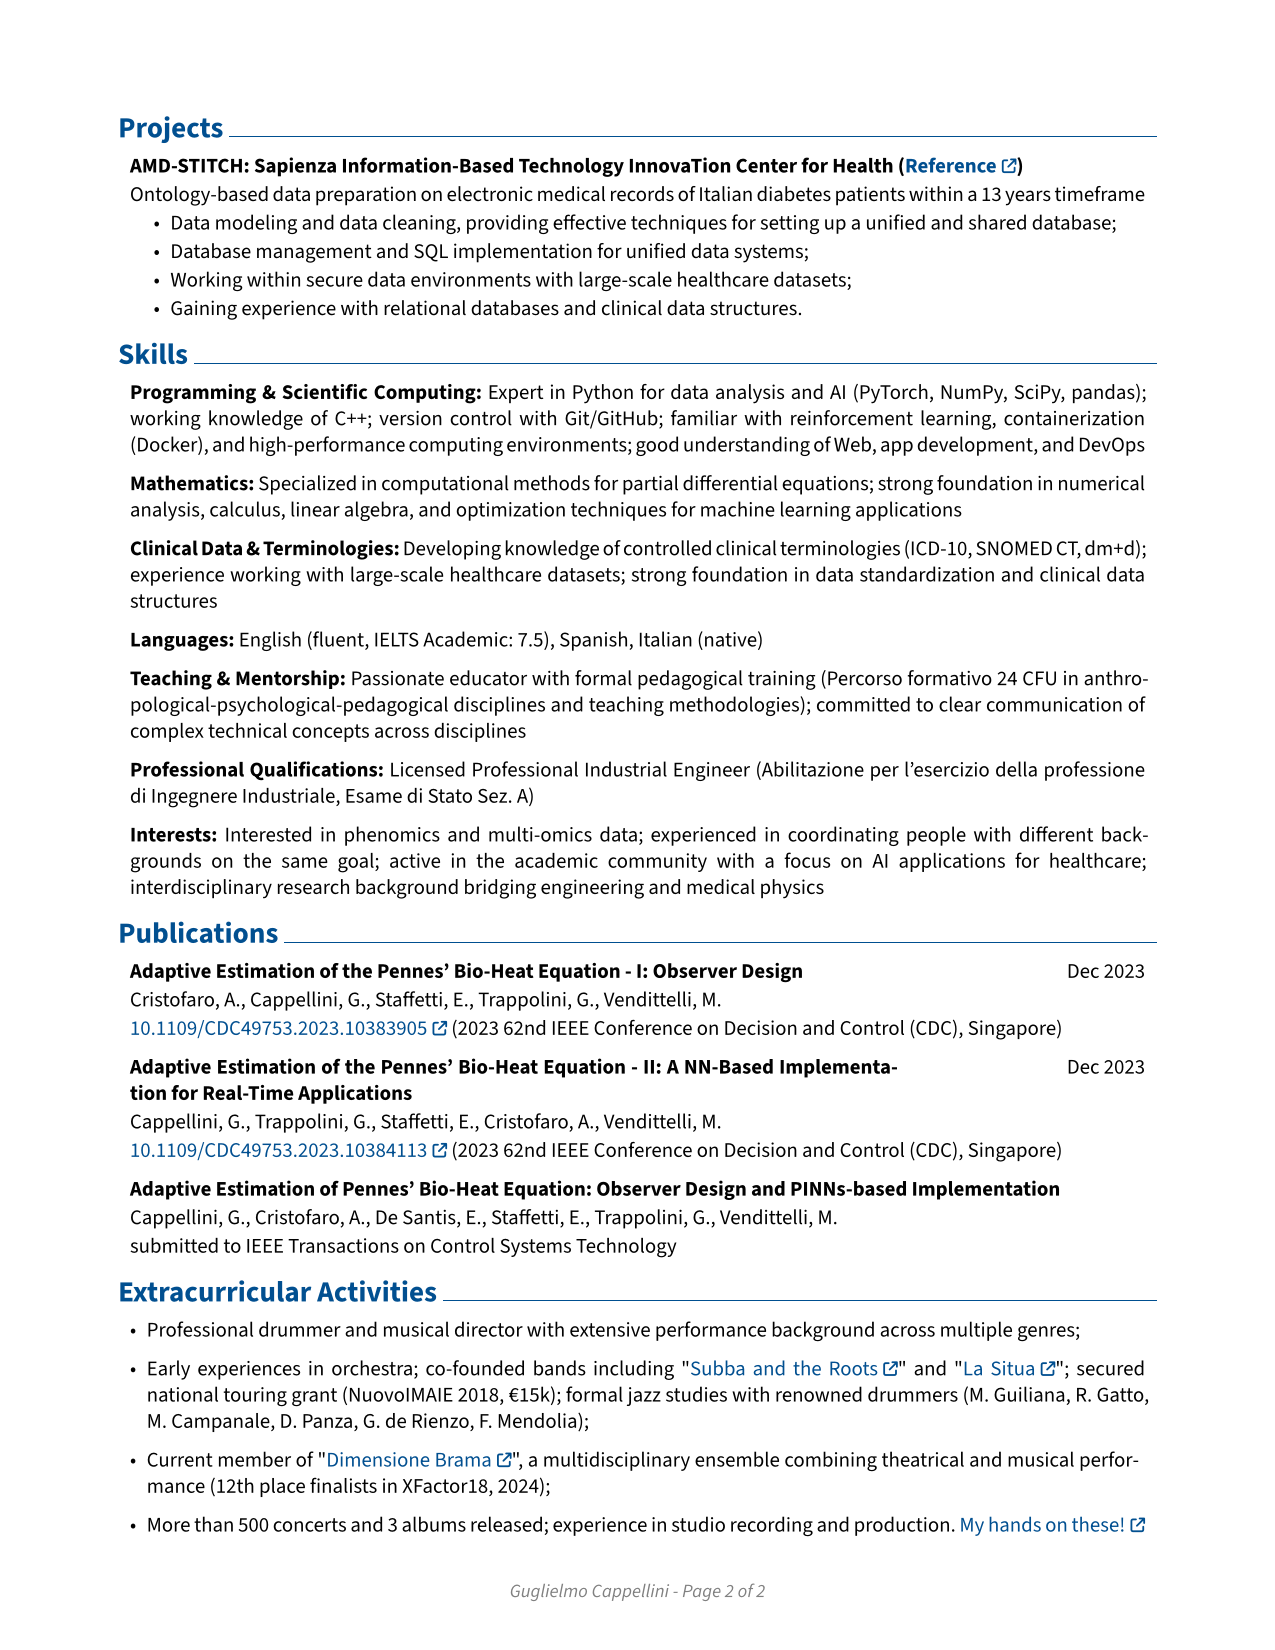 Projects
AMD-STITCH: Sapienza Information-Based Technology InnovaTion Center for Health (Reference)
Ontology-based data preparation on electronic medical records of Italian diabetes patients within a 13 years timeframe
• Data modeling and data cleaning, providing effective techniques for setting up a unified and shared database;
• Database management and SQL implementation for unified data systems;
• Working within secure data environments with large-scale healthcare datasets;
• Gaining experience with relational databases and clinical data structures.
Skills
Programming & Scientific Computing: Expert in Python for data analysis and AI (PyTorch, NumPy, SciPy, pandas);
working knowledge of C++; version control with Git/GitHub; familiar with reinforcement learning, containerization
(Docker), and high-performance computing environments; good understanding of Web, app development, and DevOps
Mathematics: Specialized in computational methods for partial differential equations; strong foundation in numerical
analysis, calculus, linear algebra, and optimization techniques for machine learning applications
Clinical Data & Terminologies: Developing knowledge of controlled clinical terminologies (ICD-10, SNOMED CT, dm+d);
experience working with large-scale healthcare datasets; strong foundation in data standardization and clinical data
structures
Languages: English (fluent, IELTS Academic: 7.5), Spanish, Italian (native)
Teaching & Mentorship: Passionate educator with formal pedagogical training (Percorso formativo 24 CFU in anthro-
pological-psychological-pedagogical disciplines and teaching methodologies); committed to clear communication of
complex technical concepts across disciplines
Professional Qualifications: Licensed Professional Industrial Engineer (Abilitazione per l’esercizio della professione
di Ingegnere Industriale, Esame di Stato Sez. A)
Interests: Interested in phenomics and multi-omics data; experienced in coordinating people with different back-
grounds on the same goal; active in the academic community with a focus on AI applications for healthcare;
interdisciplinary research background bridging engineering and medical physics
Publications
Adaptive Estimation of the Pennes’ Bio-Heat Equation - I: Observer Design Dec 2023
Cristofaro, A., Cappellini, G., Staffetti, E., Trappolini, G., Vendittelli, M.
10.1109/CDC49753.2023.10383905 (2023 62nd IEEE Conference on Decision and Control (CDC), Singapore)
Adaptive Estimation of the Pennes’ Bio-Heat Equation - II: A NN-Based Implementa- Dec 2023
tion for Real-Time Applications
Cappellini, G., Trappolini, G., Staffetti, E., Cristofaro, A., Vendittelli, M.
10.1109/CDC49753.2023.10384113 (2023 62nd IEEE Conference on Decision and Control (CDC), Singapore)
Adaptive Estimation of Pennes’ Bio-Heat Equation: Observer Design and PINNs-based Implementation
Cappellini, G., Cristofaro, A., De Santis, E., Staffetti, E., Trappolini, G., Vendittelli, M.
submitted to IEEE Transactions on Control Systems Technology
Extracurricular Activities
• Professional drummer and musical director with extensive performance background across multiple genres;
• Early experiences in orchestra; co-founded bands including "Subba and the Roots" and "La Situa"; secured
national touring grant (NuovoIMAIE 2018, €15k); formal jazz studies with renowned drummers (M. Guiliana, R. Gatto,
M. Campanale, D. Panza, G. de Rienzo, F. Mendolia);
• Current member of "Dimensione Brama", a multidisciplinary ensemble combining theatrical and musical perfor-
mance (12th place finalists in XFactor18, 2024);
• More than 500 concerts and 3 albums released; experience in studio recording and production. My hands on these!
Guglielmo Cappellini - Page 2 of 2